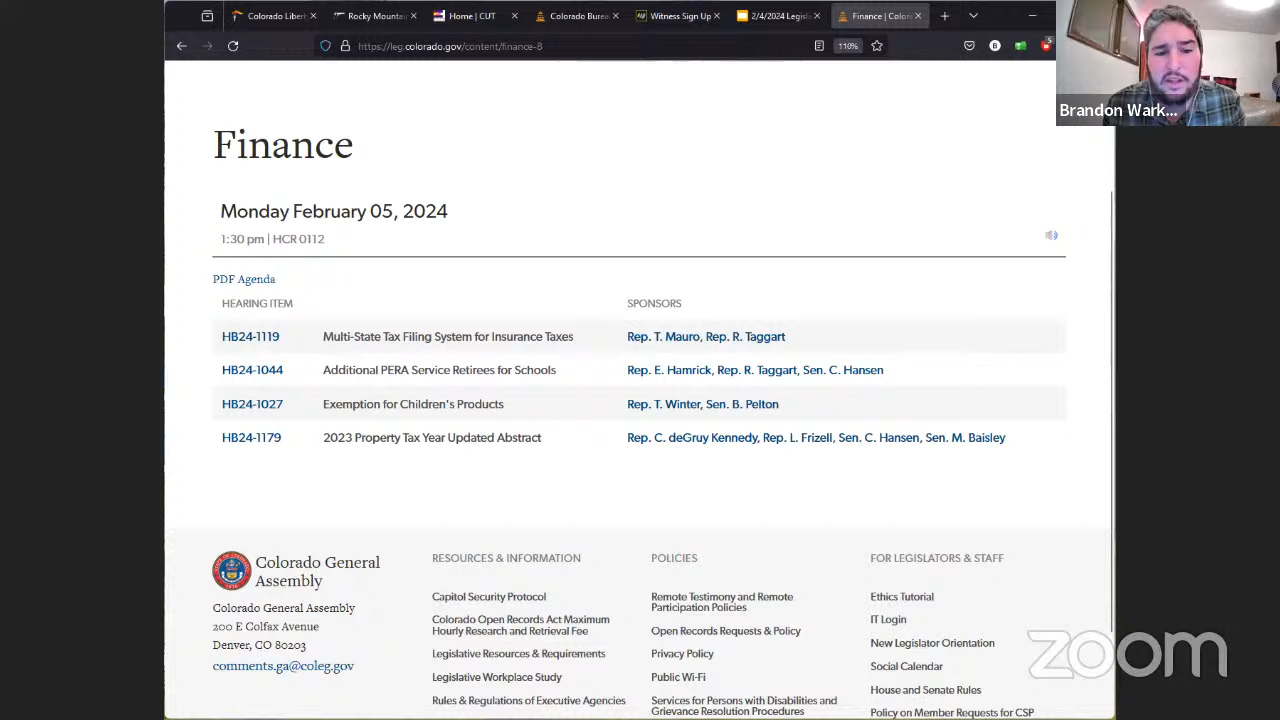 Colorado Libert
Rocky Mountai
Home | CUT
Colorado Burea
Witness Sign Up
2/4/2024 Legisl
Finance | Colora
https://leg.colorado.gov/content/finance-8
110%
5
Brandon Wark...
Finance
Monday February 05, 2024
1:30 pm | HCR 0112
PDF Agenda
HEARING ITEM SPONSORS
HB24-1119 Multi-State Tax Filing System for Insurance Taxes Rep. T. Mauro, Rep. R. Taggart
HB24-1044 Additional PERA Service Retirees for Schools Rep. E. Hamrick, Rep. R. Taggart, Sen. C. Hansen
HB24-1027 Exemption for Children's Products Rep. T. Winter, Sen. B. Pelton
HB24-1179 2023 Property Tax Year Updated Abstract Rep. C. deGruy Kennedy, Rep. L. Frizell, Sen. C. Hansen, Sen. M. Baisley
Colorado General
Assembly
Colorado General Assembly
200 E Colfax Avenue
Denver, CO 80203
comments.ga@coleg.gov
RESOURCES & INFORMATION
Capitol Security Protocol
Colorado Open Records Act Maximum
Hourly Research and Retrieval Fee
Legislative Resources & Requirements
Legislative Workplace Study
Rules & Regulations of Executive Agencies
POLICIES
Remote Testimony and Remote
Participation Policies
Open Records Requests & Policy
Privacy Policy
Public Wi-Fi
Services for Persons with Disabilities and
Grievance Resolution Procedures
FOR LEGISLATORS & STAFF
Ethics Tutorial
IT Login
New Legislator Orientation
Social Calendar
House and Senate Rules
Policy on Member Requests for CSP
zoom